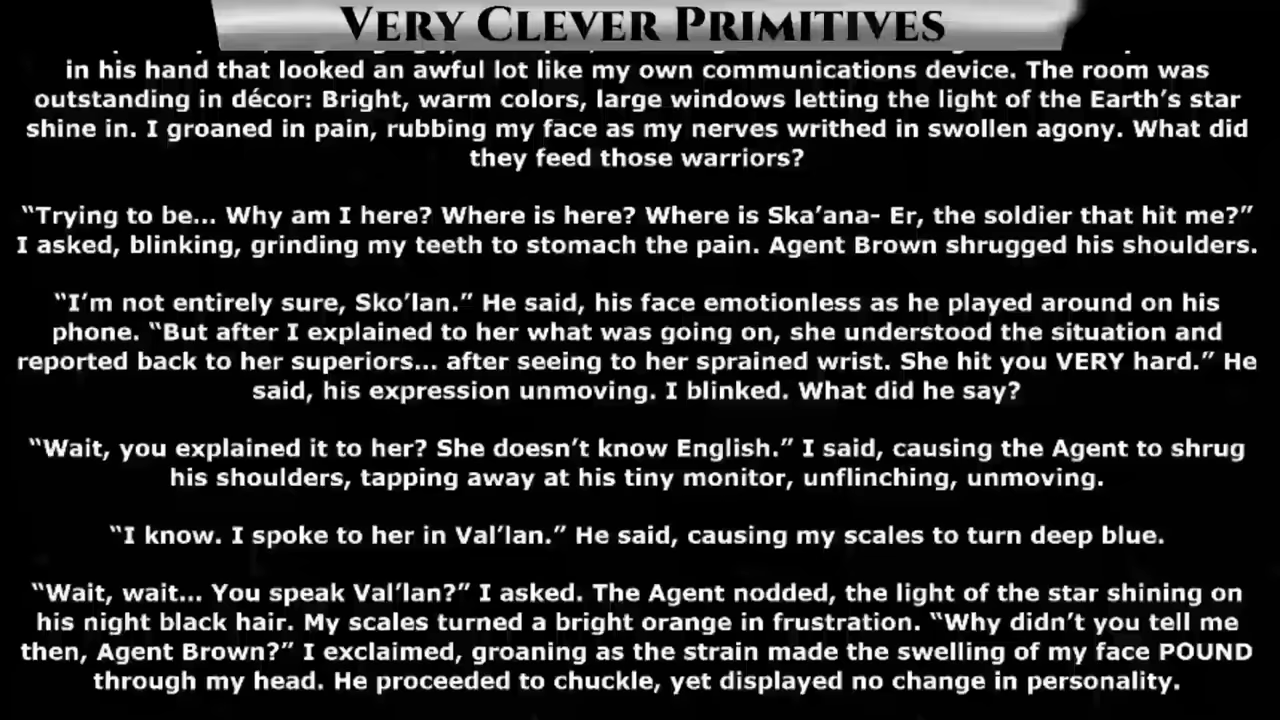 VERY CLEVER PRIMITIVES
in his hand that looked an awful lot like my own communications device. The room was
outstanding in décor: Bright, warm colors, large windows letting the light of the Earth’s star
shine in. I groaned in pain, rubbing my face as my nerves writhed in swollen agony. What did
they feed those warriors?
“Trying to be... Why am I here? Where is here? Where is Ska’ana- Er, the soldier that hit me?”
I asked, blinking, grinding my teeth to stomach the pain. Agent Brown shrugged his shoulders.
“I’m not entirely sure, Sko’lan.” He said, his face emotionless as he played around on his
phone. “But after I explained to her what was going on, she understood the situation and
reported back to her superiors... after seeing to her sprained wrist. She hit you VERY hard.” He
said, his expression unmoving. I blinked. What did he say?
“Wait, you explained it to her? She doesn’t know English.” I said, causing the Agent to shrug
his shoulders, tapping away at his tiny monitor, unflinching, unmoving.
“I know. I spoke to her in Val’lan.” He said, causing my scales to turn deep blue.
“Wait, wait... You speak Val’lan?” I asked. The Agent nodded, the light of the star shining on
his night black hair. My scales turned a bright orange in frustration. “Why didn’t you tell me
then, Agent Brown?” I exclaimed, groaning as the strain made the swelling of my face POUND
through my head. He proceeded to chuckle, yet displayed no change in personality.